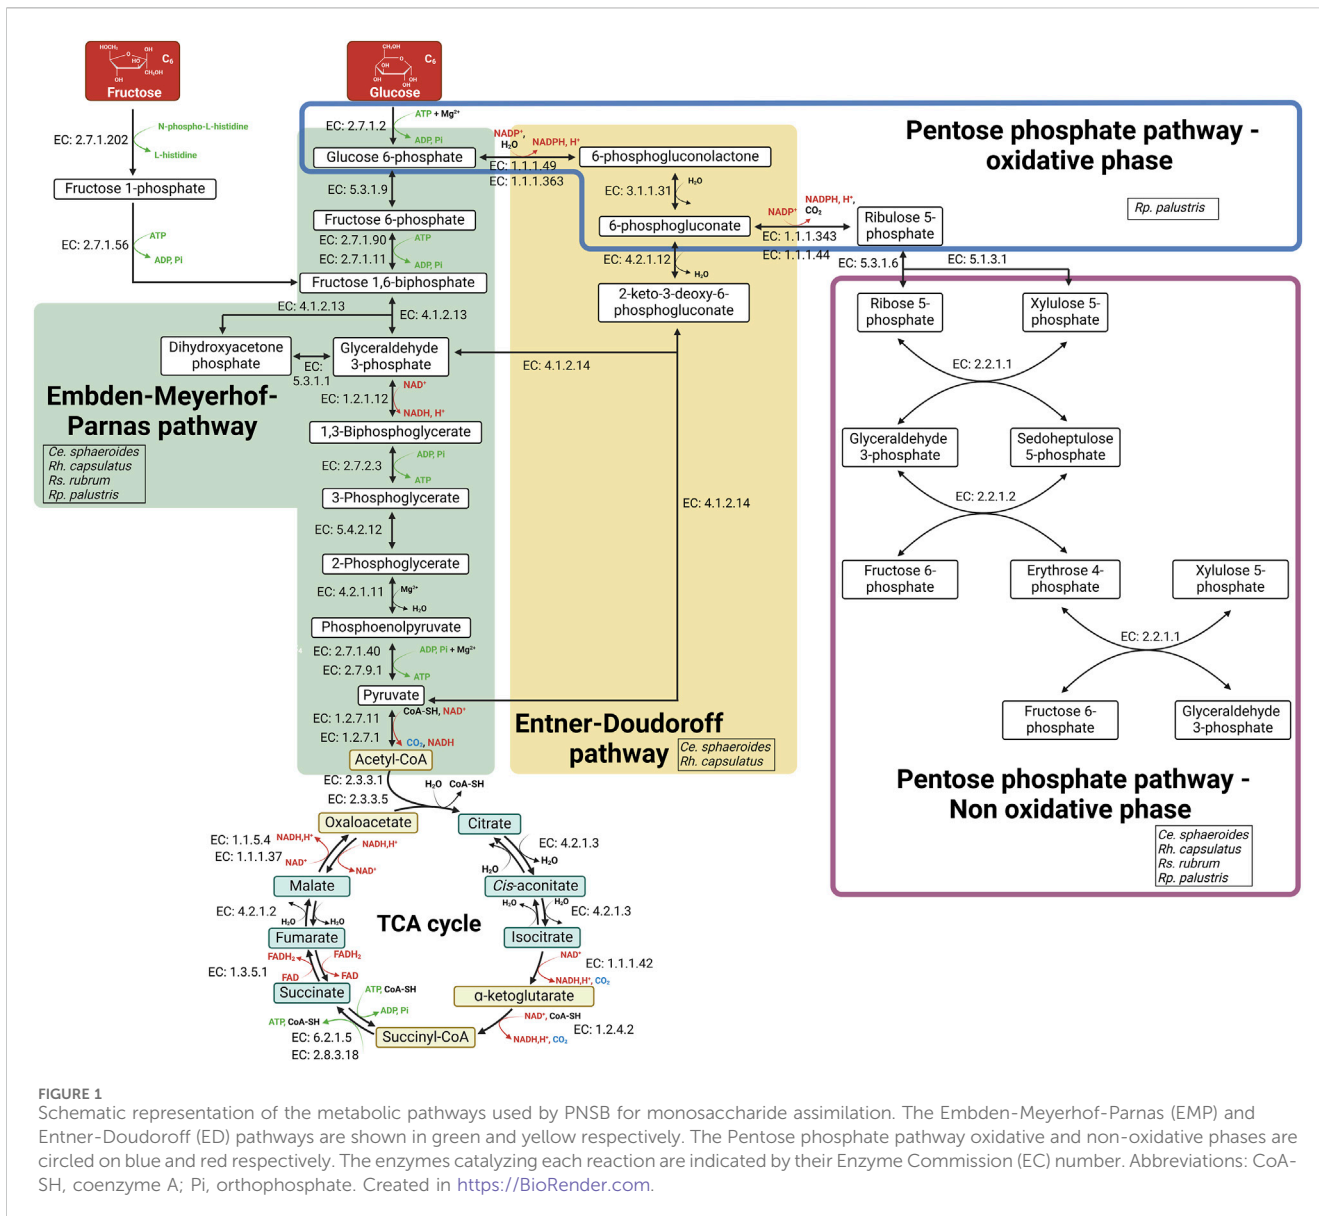 HOCH₂
OH
O
HO
CH₂OH
OH
C₆
Fructose
CH₂OH
O
OH
OH
OH
OH
C₆
Glucose
EC: 2.7.1.202
N-phospho-L-histidine
L-histidine
Fructose 1-phosphate
EC: 2.7.1.56
ATP
ADP, Pi
EC: 2.7.1.2
ATP + Mg²⁺
ADP, Pi
Glucose 6-phosphate
NADP⁺,
H₂O
NADPH, H⁺
EC: 1.1.1.49
EC: 1.1.1.363
6-phosphogluconolactone
Pentose phosphate pathway -
oxidative phase
Rp. palustris
EC: 5.3.1.9
EC: 3.1.1.31
H₂O
Fructose 6-phosphate
6-phosphogluconate
NADP⁺
NADPH, H⁺,
CO₂
EC: 1.1.1.343
EC: 1.1.1.44
Ribulose 5-
phosphate
EC: 2.7.1.90
EC: 2.7.1.11
ATP
ADP, Pi
EC: 4.2.1.12
H₂O
EC: 5.3.1.6
EC: 5.1.3.1
Fructose 1,6-biphosphate
2-keto-3-deoxy-6-
phosphogluconate
Ribose 5-
phosphate
Xylulose 5-
phosphate
EC: 4.1.2.13
EC: 4.1.2.13
Dihydroxyacetone
phosphate
EC:
5.3.1.1
Glyceraldehyde
3-phosphate
EC: 4.1.2.14
EC: 2.2.1.1
Embden-Meyerhof-
Parnas pathway
Ce. sphaeroides
Rh. capsulatus
Rs. rubrum
Rp. palustris
EC: 1.2.1.12
NAD⁺
NADH, H⁺
1,3-Biphosphoglycerate
Glyceraldehyde
3-phosphate
Sedoheptulose
5-phosphate
EC: 2.7.2.3
ADP, Pi
ATP
3-Phosphoglycerate
EC: 4.1.2.14
EC: 2.2.1.2
EC: 5.4.2.12
2-Phosphoglycerate
Fructose 6-
phosphate
Erythrose 4-
phosphate
Xylulose 5-
phosphate
EC: 4.2.1.11
Mg²⁺
H₂O
Phosphoenolpyruvate
EC: 2.2.1.1
EC: 2.7.1.40
EC: 2.7.9.1
ADP, Pi + Mg²⁺
ATP
Pyruvate
Fructose 6-
phosphate
Glyceraldehyde
3-phosphate
EC: 1.2.7.11
EC: 1.2.7.1
CoA-SH, NAD⁺
CO₂, NADH
Entner-Doudoroff
pathway
Ce. sphaeroides
Rh. capsulatus
Acetyl-CoA
Pentose phosphate pathway -
Non oxidative phase
Ce. sphaeroides
Rh. capsulatus
Rs. rubrum
Rp. palustris
EC: 2.3.3.1
EC: 2.3.3.5
H₂O
CoA-SH
Oxaloacetate
Citrate
EC: 1.1.5.4
EC: 1.1.1.37
NADH,H⁺
NAD⁺
NADH,H⁺
NAD⁺
EC: 4.2.1.3
H₂O
H₂O
Malate
Cis-aconitate
EC: 4.2.1.2
H₂O
H₂O
TCA cycle
H₂O
H₂O
EC: 4.2.1.3
Fumarate
Isocitrate
EC: 1.3.5.1
FADH₂
FAD
FADH₂
FAD
NAD⁺
EC: 1.1.1.42
NADH,H⁺, CO₂
Succinate
α-ketoglutarate
ATP, CoA-SH
ADP, Pi
ATP, CoA-SH
EC: 6.2.1.5
EC: 2.8.3.18
Succinyl-CoA
NAD⁺, CoA-SH
EC: 1.2.4.2
NADH,H⁺, CO₂
FIGURE 1
Schematic representation of the metabolic pathways used by PNSB for monosaccharide assimilation. The Embden-Meyerhof-Parnas (EMP) and
Entner-Doudoroff (ED) pathways are shown in green and yellow respectively. The Pentose phosphate pathway oxidative and non-oxidative phases are
circled on blue and red respectively. The enzymes catalyzing each reaction are indicated by their Enzyme Commission (EC) number. Abbreviations: CoA-
SH, coenzyme A; Pi, orthophosphate. Created in https://BioRender.com.